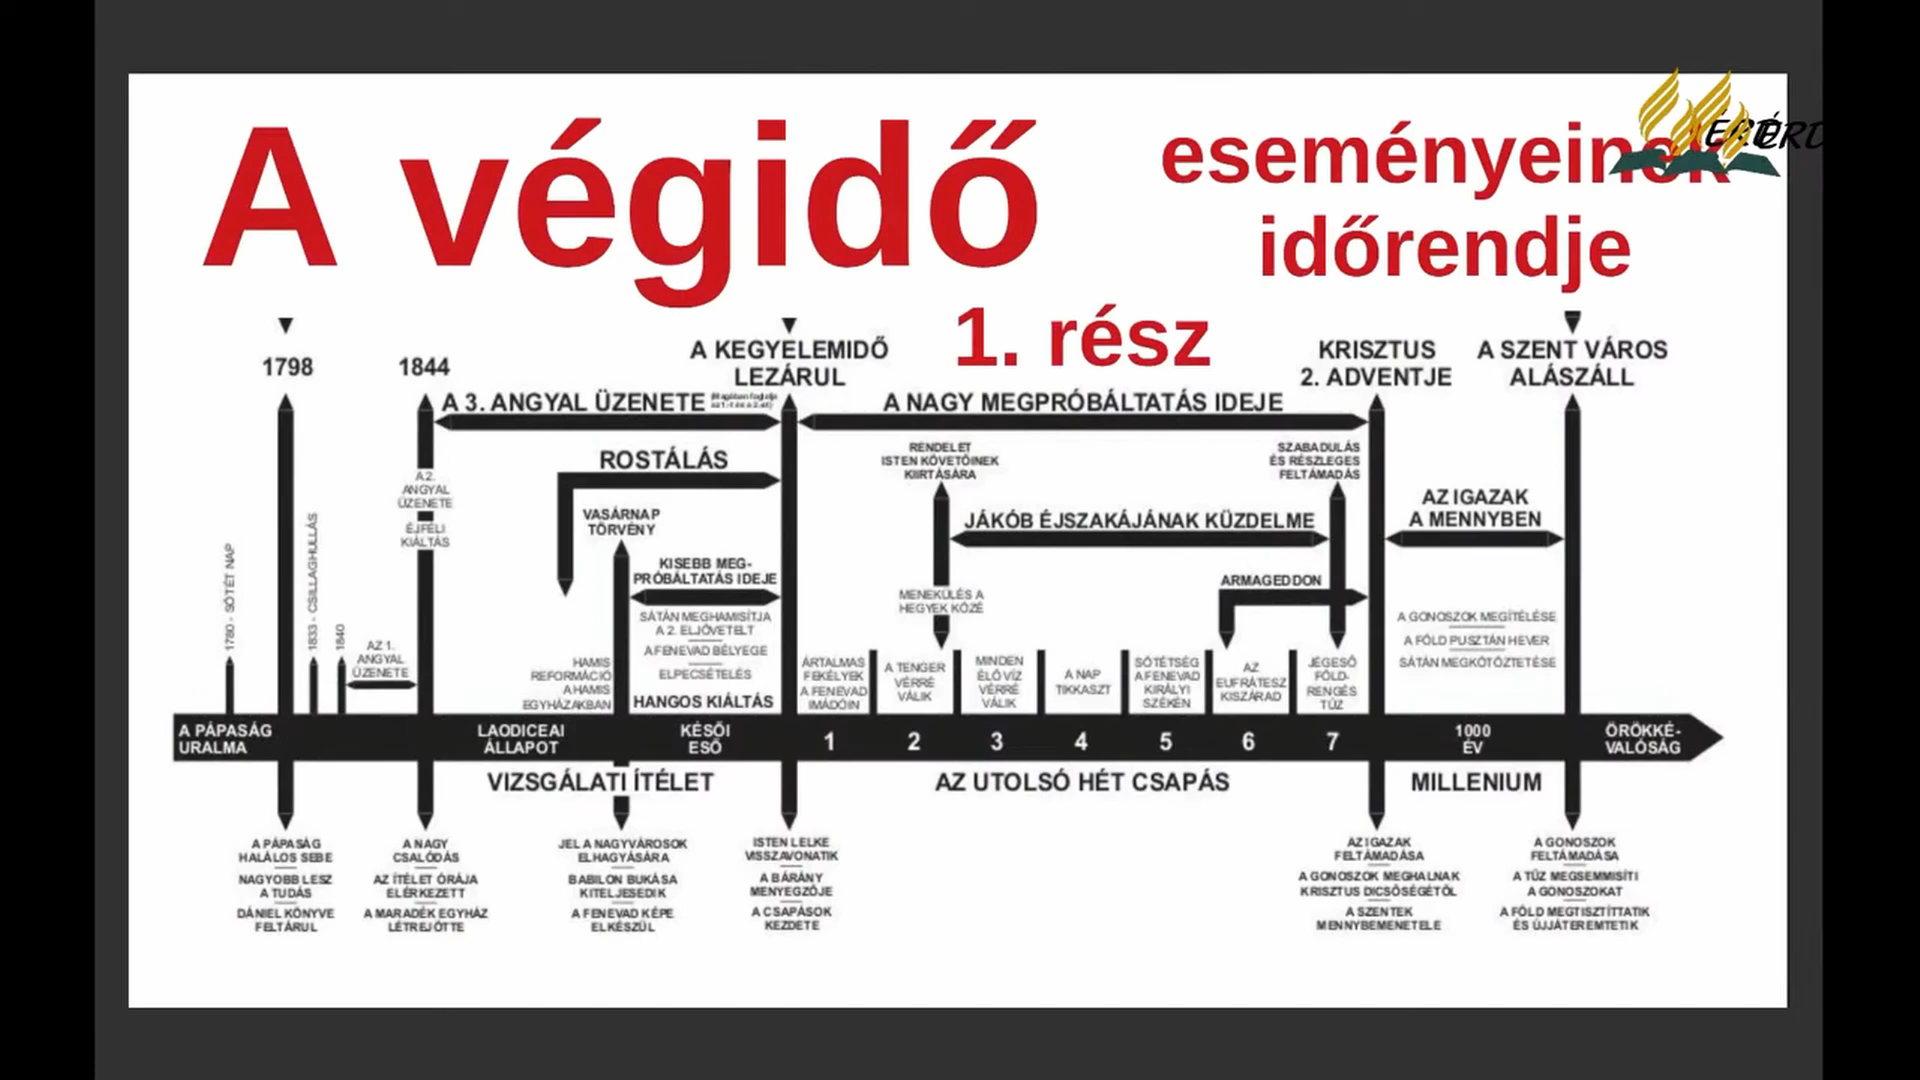 A végidő
eseményeinek
időrendje
1. rész
1798
1844
A KEGYELEMIDŐ
LEZÁRUL
KRISZTUS
2. ADVENTJE
A SZENT VÁROS
ALÁSZÁLL
A 3. ANGYAL ÜZENETE
A NAGY MEGPRÓBÁLTATÁS IDEJE
ROSTÁLÁS
RENDELET
ISTEN KÖVETŐINEK
KIIRTÁSÁRA
SZABADULÁS
ÉS RÉSZLEGES
FELTÁMADÁS
A 2.
ANGYAL
ÜZENETE
ÉJFÉLI
KIÁLTÁS
VASÁRNAP
TÖRVÉNY
JÁKÓB ÉJSZAKÁJÁNAK KÜZDELME
AZ IGAZAK
A MENNYBEN
KISEBB MEG-
PRÓBÁLTATÁS IDEJE
ARMAGEDDON
1780 - SÖTÉT NAP
1833 - CSILLAGHULLÁS
1840
AZ 1.
ANGYAL
ÜZENETE
SÁTÁN MEGHAMISÍTJA
A 2. ELJÖVETELT
A FENEVAD BÉLYEGE
ELPECSÉTELÉS
HANGOS KIÁLTÁS
HAMIS
REFORMÁCIÓ
A HAMIS
EGYHÁZAKBAN
MENEKÜLÉS A
HEGYEK KÖZÉ
A GONOSZOK MEGÍTÉLÉSE
A FÖLD PUSZTÁN HEVER
SÁTÁN MEGKÖTÖZTETÉSE
ÁRTALMAS
FEKÉLYEK
A FENEVAD
IMÁDÓIN
A TENGER
VÉRRÉ
VÁLIK
MINDEN
ÉLŐ VÍZ
VÉRRÉ
VÁLIK
A NAP
TIKKASZT
SÖTÉTSÉG
A FENEVAD
KIRÁLYI
SZÉKÉN
AZ
EUFRÁTESZ
KISZÁRAD
JÉGESŐ
FÖLD-
RENGÉS
TŰZ
A PÁPASÁG
URALMA
LAODICEAI
ÁLLAPOT
KÉSŐI
ESŐ
1 2 3 4 5 6 7
1000
ÉV
ÖRÖKKÉ-
VALÓSÁG
VIZSGÁLATI ÍTÉLET
AZ UTOLSÓ HÉT CSAPÁS
MILLENIUM
A PÁPASÁG
HALÁLOS SEBE
NAGYOBB LESZ
A TUDÁS
DÁNIEL KÖNYVE
FELTÁRUL
A NAGY
CSALÓDÁS
AZ ÍTÉLET ÓRÁJA
ELÉRKEZETT
A MARADÉK EGYHÁZ
LÉTREJÖTTE
JEL A NAGYVÁROSOK
ELHAGYÁSÁRA
BABILON BUKÁSA
KITELJESEDIK
A FENEVAD KÉPE
ELKÉSZÜL
ISTEN LELKE
VISSZAVONATIK
A BÁRÁNY
MENYEGZŐJE
A CSAPÁSOK
KEZDETE
AZ IGAZAK
FELTÁMADÁSA
A GONOSZOK MEGHALNAK
KRISZTUS DICSŐSÉGÉTŐL
A SZENTEK
MENNYBEMENETELE
A GONOSZOK
FELTÁMADÁSA
A TŰZ MEGSEMMISÍTI
A GONOSZOKAT
A FÖLD MEGTISZTÍTTATIK
ÉS ÚJJÁTEREMTETIK